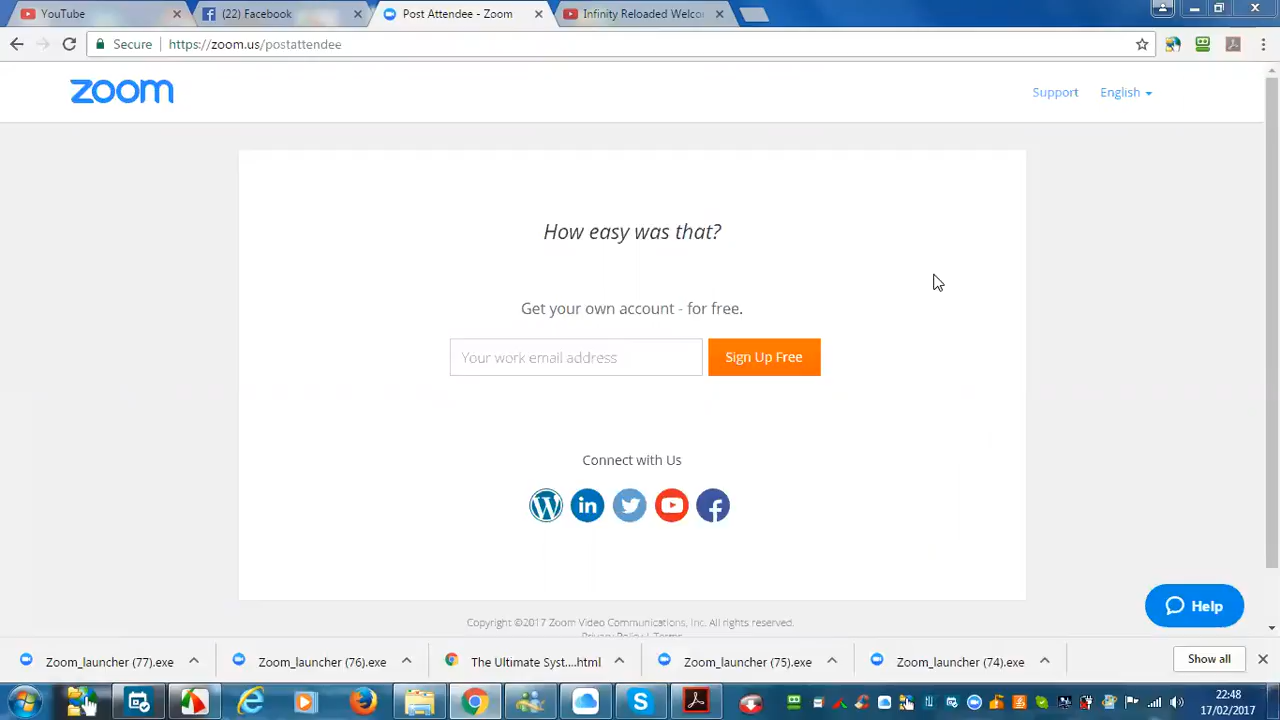 YouTube
(22) Facebook
Post Attendee - Zoom
Infinity Reloaded Welco
Secure
https://zoom.us/postattendee
zoom
Support
English
How easy was that?
Get your own account - for free.
Your work email address
Sign Up Free
Connect with Us
Copyright ©2017 Zoom Video Communications, Inc. All rights reserved.
Privacy Policy | Terms
Help
Zoom_launcher (77).exe
Zoom_launcher (76).exe
The Ultimate Syst....html
Zoom_launcher (75).exe
Zoom_launcher (74).exe
Show all
22:48
17/02/2017